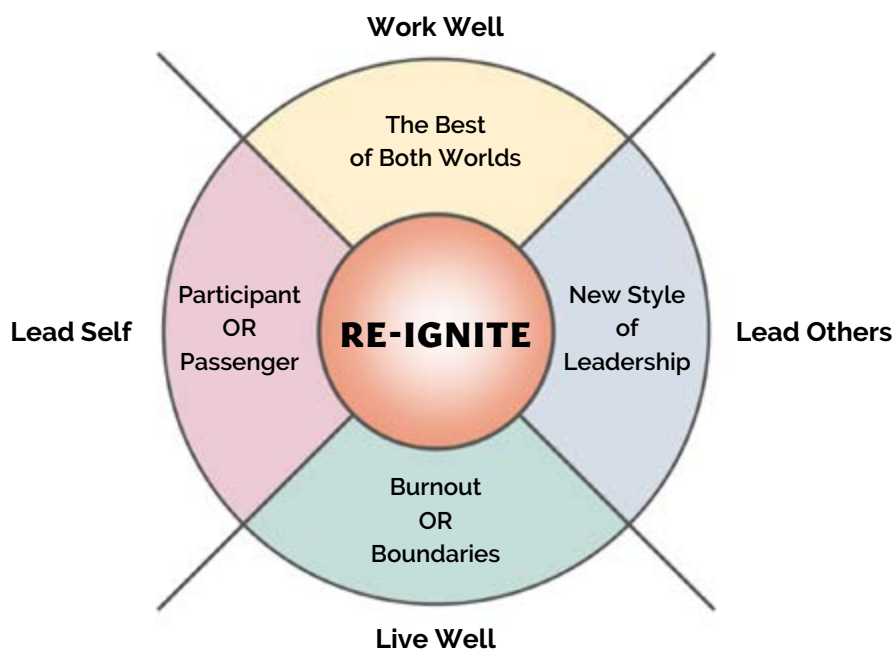 Work Well
The Best
of Both Worlds
Lead Self
Participant
OR
Passenger
RE-IGNITE
New Style
of
Leadership
Lead Others
Burnout
OR
Boundaries
Live Well